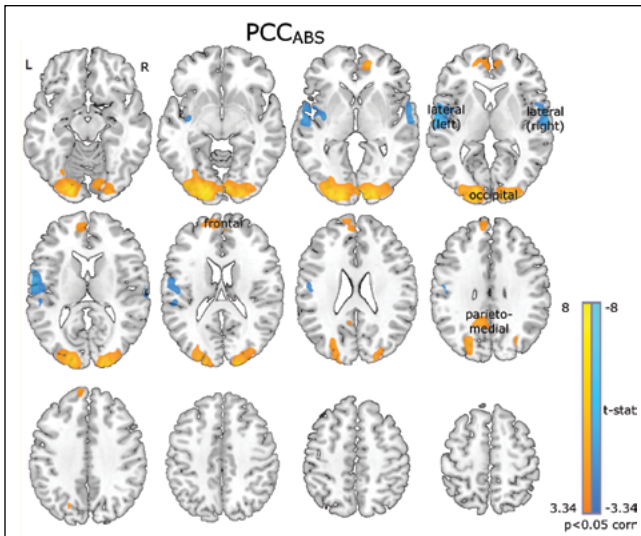 PCCABS
L
R
lateral
(left)
lateral
(right)
occipital
frontal
parieto-
medial
8
-8
t-stat
3.34
-3.34
p<0.05 corr